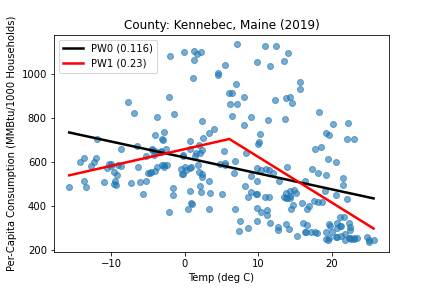 County: Kennebec, Maine (2019)
PW0 (0.116)
PW1 (0.23)
Per-Capita Consumption (MMBtu/1000 Households)
1000
800
600
400
200
−10
0
10
20
Temp (deg C)